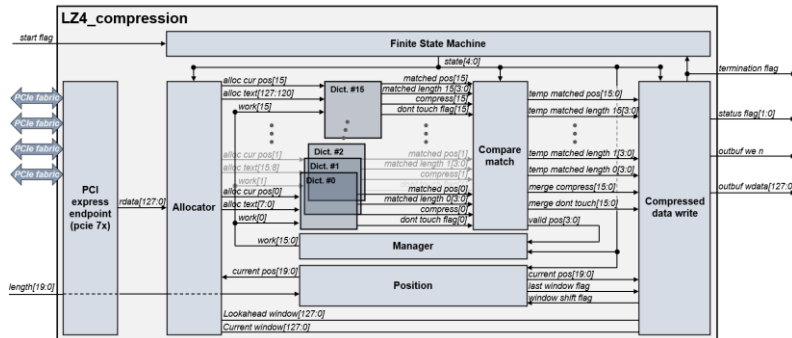 LZ4_compression
start flag
Finite State Machine
state[4:0]
termination flag
PCIe fabric
PCIe fabric
PCIe fabric
PCIe fabric
PCI
express
endpoint
(pcie 7x)
rdata[127:0]
Allocator
alloc cur pos[15]
alloc text[127:120]
work[15]
alloc cur pos[1]
alloc text[15:8]
work[1]
alloc cur pos[0]
alloc text[7:0]
work[0]
Dict. #15
Dict. #2
Dict. #1
Dict. #0
matched pos[15]
matched length 15[3:0]
compress[15]
dont touch flag[15]
matched pos[1]
matched length 1[3:0]
compress[1]
matched pos[0]
matched length 0[3:0]
compress[0]
dont touch flag[0]
Compare
match
temp matched pos[15:0]
temp matched length 15[3:0]
temp matched length 1[3:0]
temp matched length 0[3:0]
merge compress[15:0]
merge dont touch[15:0]
valid pos[3:0]
Compressed
data write
status flag[1:0]
outbuf we n
outbuf wdata[127:0]
work[15:0]
Manager
length[19:0]
current pos[19:0]
Position
current pos[19:0]
last window flag
window shift flag
Lookahead window[127:0]
Current window[127:0]